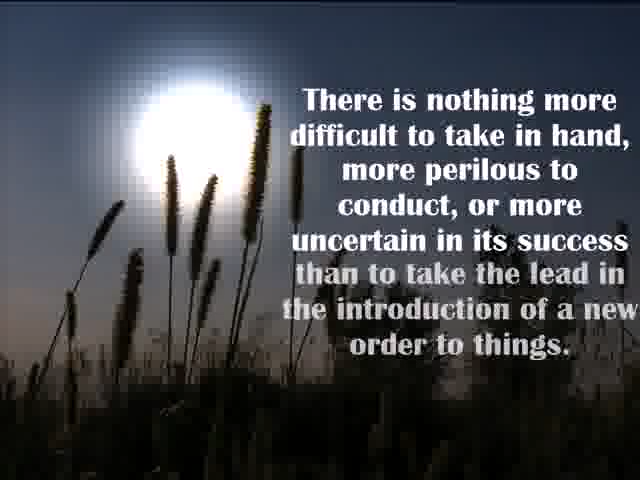 There is nothing more
difficult to take in hand,
more perilous to
conduct, or more
uncertain in its success
than to take the lead in
the introduction of a new
order to things.